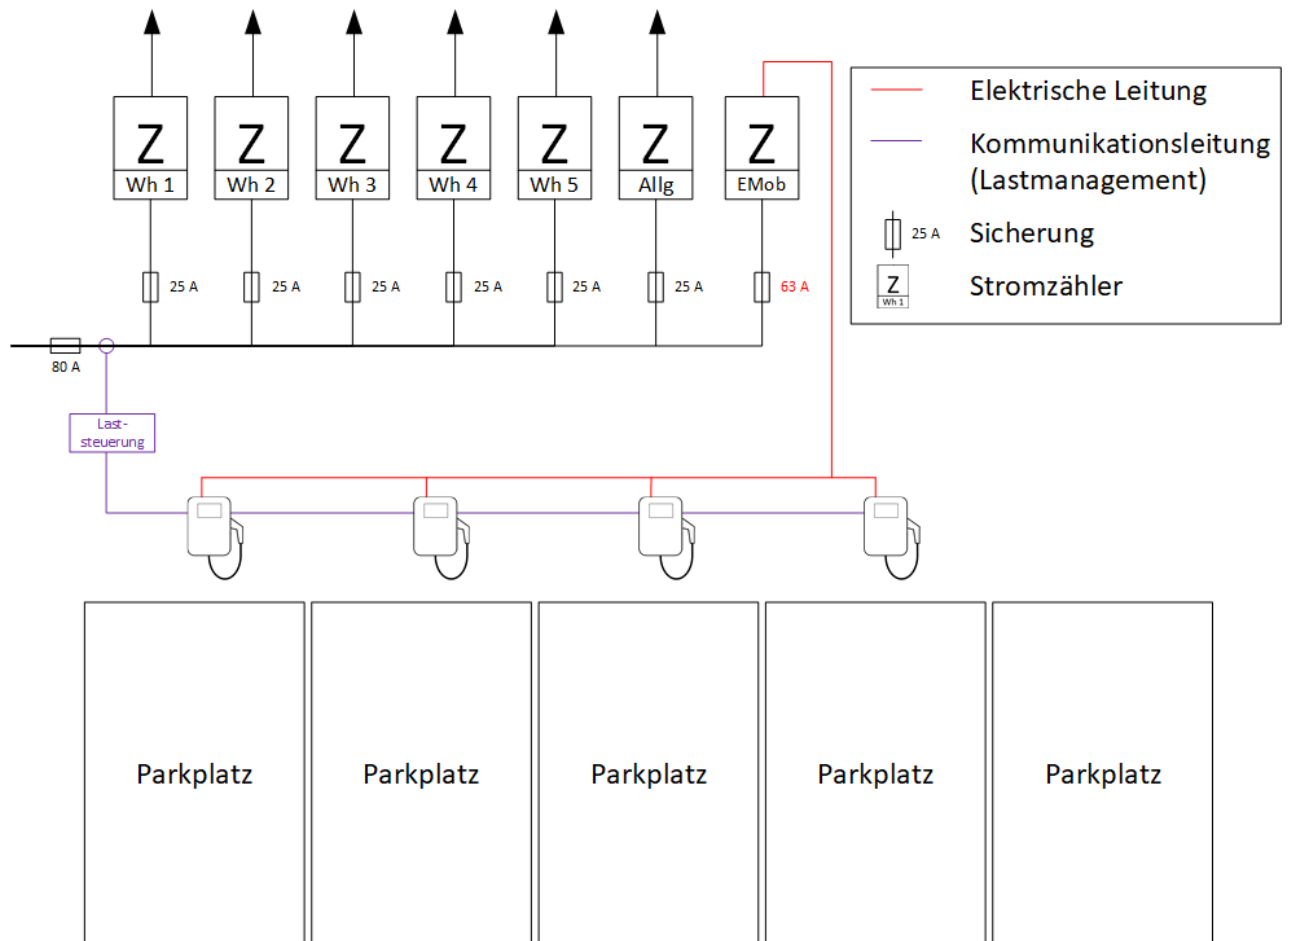 Z Z Z Z Z Z Z
Wh 1 Wh 2 Wh 3 Wh 4 Wh 5 Allg EMob
25 A 25 A 25 A 25 A 25 A 25 A 63 A
80 A
Last-
steuerung
Elektrische Leitung
Kommunikationsleitung
(Lastmanagement)
25 A Sicherung
Z
Wh 1
Stromzähler
Parkplatz Parkplatz Parkplatz Parkplatz Parkplatz